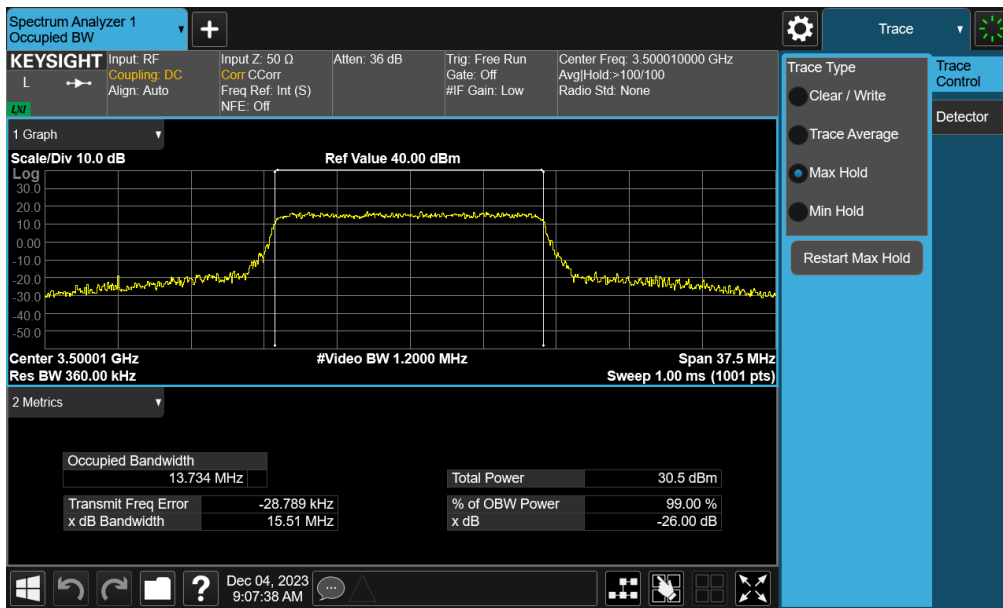 Spectrum Analyzer 1
Occupied BW
+
Trace
KEYSIGHT
L
LXI
Input: RF
Coupling: DC
Align: Auto
Input Z: 50 Ω
Corr CCorr
Freq Ref: Int (S)
NFE: Off
Atten: 36 dB
Trig: Free Run
Gate: Off
#IF Gain: Low
Center Freq: 3.500010000 GHz
Avg|Hold:>100/100
Radio Std: None
Trace Type
Clear / Write
Trace Average
Max Hold
Min Hold
Restart Max Hold
Trace
Control
Detector
1 Graph
Scale/Div 10.0 dB
Ref Value 40.00 dBm
Log
30.0
20.0
10.0
0.00
-10.0
-20.0
-30.0
-40.0
-50.0
Center 3.50001 GHz
#Video BW 1.2000 MHz
Span 37.5 MHz
Res BW 360.00 kHz
Sweep 1.00 ms (1001 pts)
2 Metrics
Occupied Bandwidth
13.734 MHz
Total Power 30.5 dBm
Transmit Freq Error -28.789 kHz
% of OBW Power 99.00 %
x dB Bandwidth 15.51 MHz
x dB -26.00 dB
?
Dec 04, 2023
9:07:38 AM